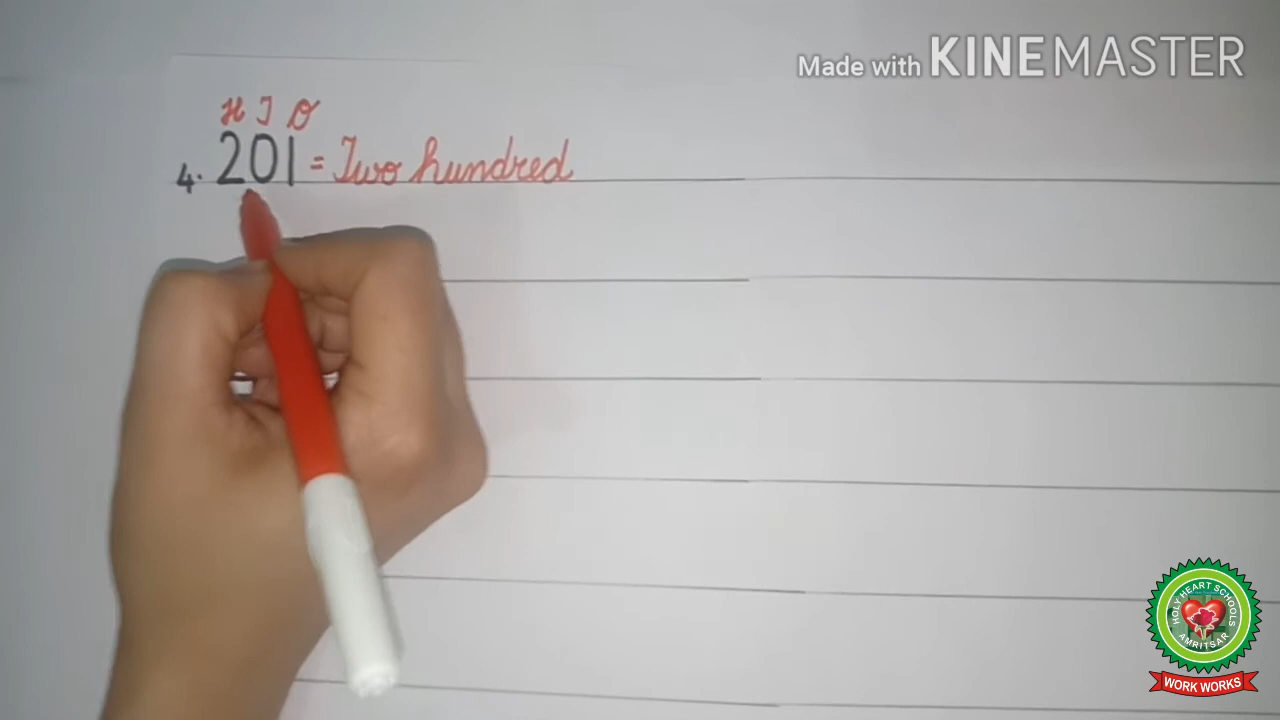 Made with KINEMASTER
H T O
4. 201 = Two hundred
HOLY HEART SCHOOLS
AMRITSAR
WORK WORKS